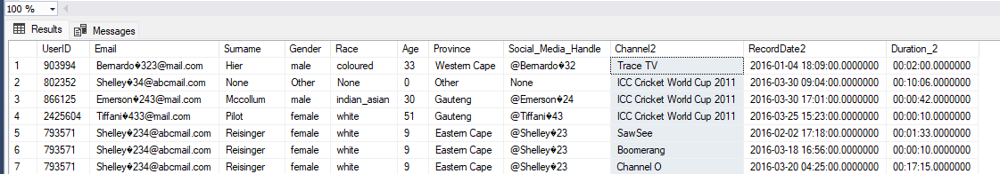 100 %
Results Messages
UserID Email Surname Gender Race Age Province Social_Media_Handle Channel2 RecordDate2 Duration_2
1 903994 Bernardo�323@mail.com Hier male coloured 33 Western Cape @Bernardo�32 Trace TV 2016-01-04 18:09:00.0000000 00:02:00.0000000
2 802352 Shelley�34@abcmail.com None Other None 0 Other None ICC Cricket World Cup 2011 2016-03-30 09:04:00.0000000 00:10:06.0000000
3 866125 Emerson�243@mail.com Mccollum male indian_asian 30 Gauteng @Emerson�24 ICC Cricket World Cup 2011 2016-03-30 17:01:00.0000000 00:00:42.0000000
4 2425604 Tiffani�433@mail.com Pilot female white 51 Gauteng @Tiffani�43 ICC Cricket World Cup 2011 2016-03-25 15:23:00.0000000 00:00:10.0000000
5 793571 Shelley�234@abcmail.com Reisinger female white 9 Eastern Cape @Shelley�23 SawSee 2016-02-02 17:18:00.0000000 00:01:33.0000000
6 793571 Shelley�234@abcmail.com Reisinger female white 9 Eastern Cape @Shelley�23 Boomerang 2016-03-18 16:56:00.0000000 00:00:10.0000000
7 793571 Shelley�234@abcmail.com Reisinger female white 9 Eastern Cape @Shelley�23 Channel O 2016-03-20 04:25:00.0000000 00:17:15.0000000